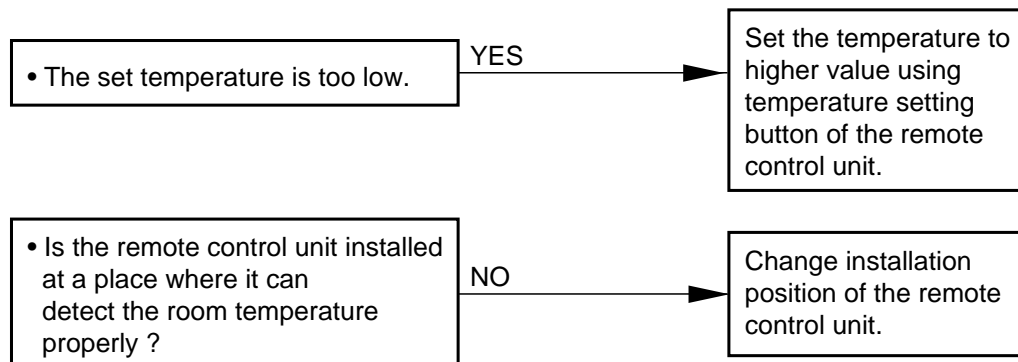 • The set temperature is too low.
YES
Set the temperature to
higher value using
temperature setting
button of the remote
control unit.
• Is the remote control unit installed
at a place where it can
detect the room temperature
properly ?
NO
Change installation
position of the remote
control unit.